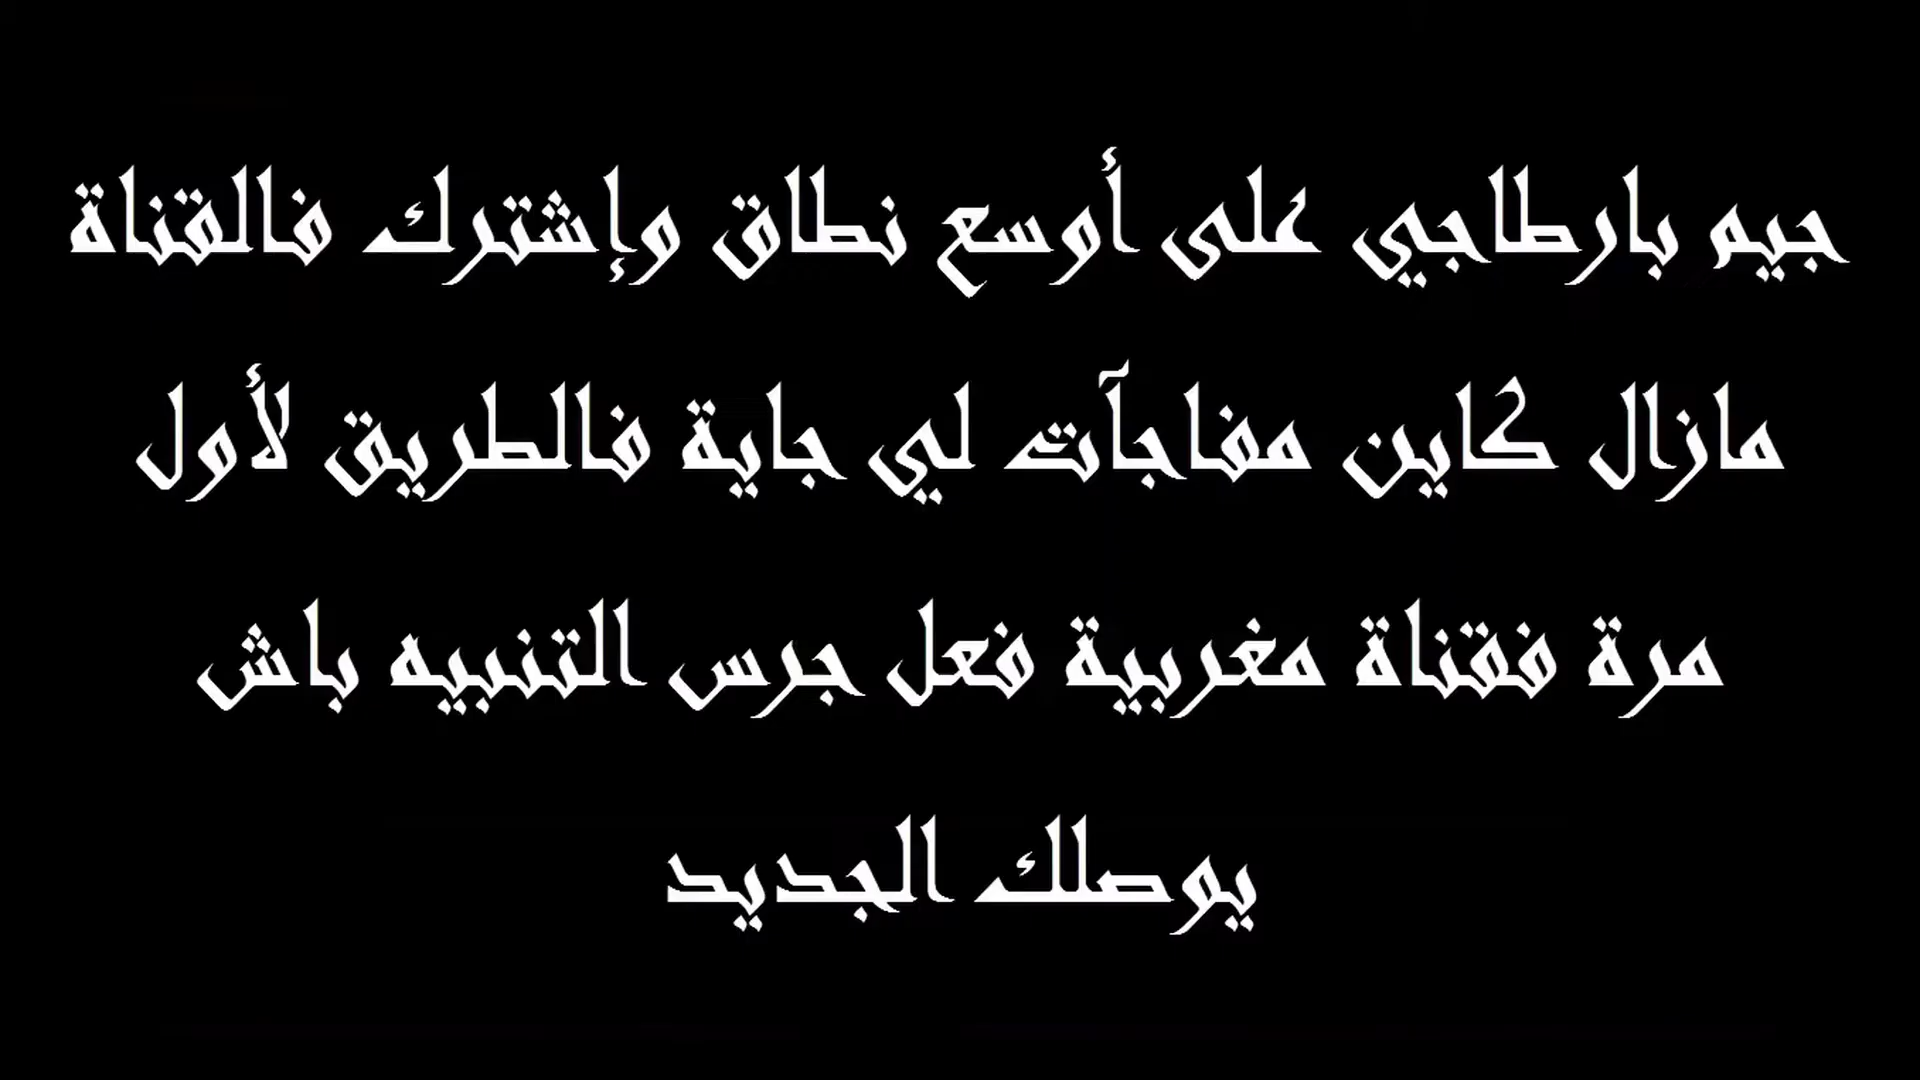 جيم بارطاجي على أوسع نطاق وإشترك فالقناة
مازال كاين مفاجآت لي جاية فالطريق لأول
مرة فقناة مغربية فعل جرس التنبيه باش
يوصلك الجديد